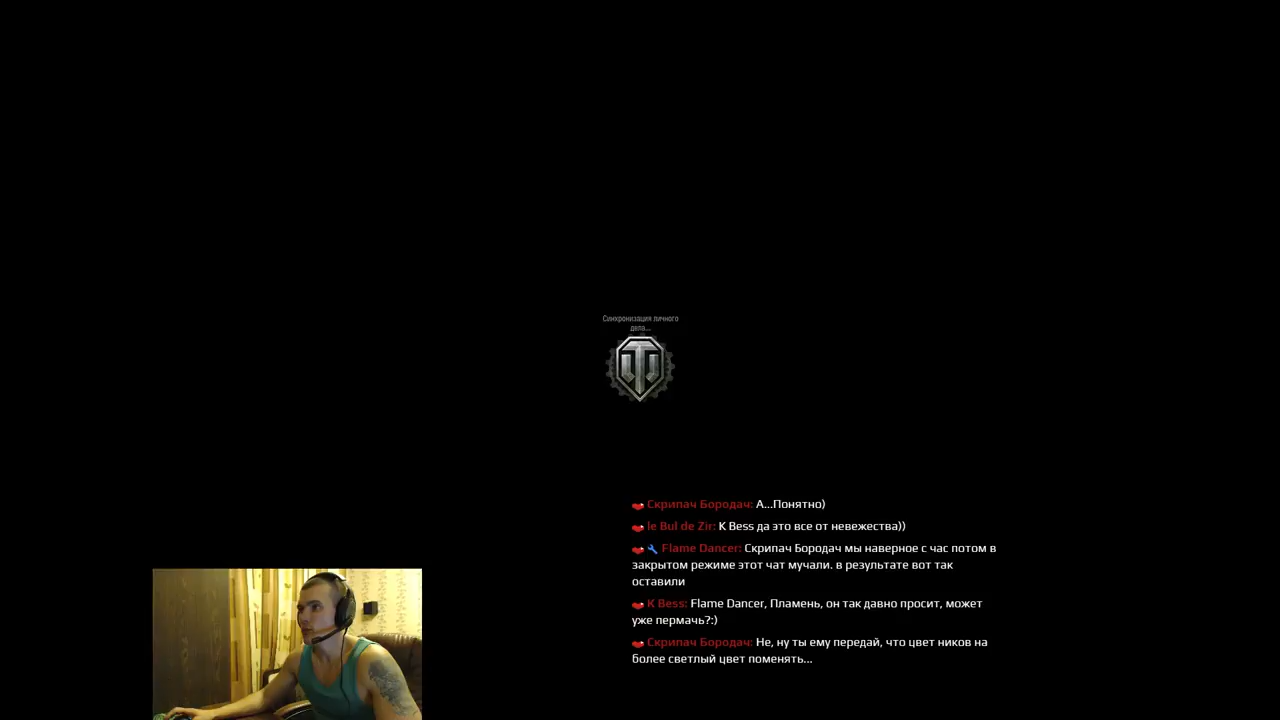 Синхронизация личного
дела...
Скрипач Бородач: А...Понятно)
le Bul de Zir: K Bess да это все от невежества))
Flame Dancer: Скрипач Бородач мы наверное с час потом в
закрытом режиме этот чат мучали. в результате вот так
оставили
K Bess: Flame Dancer, Пламень, он так давно просит, может
уже пермачь?:)
Скрипач Бородач: Не, ну ты ему передай, что цвет ников на
более светлый цвет поменять...